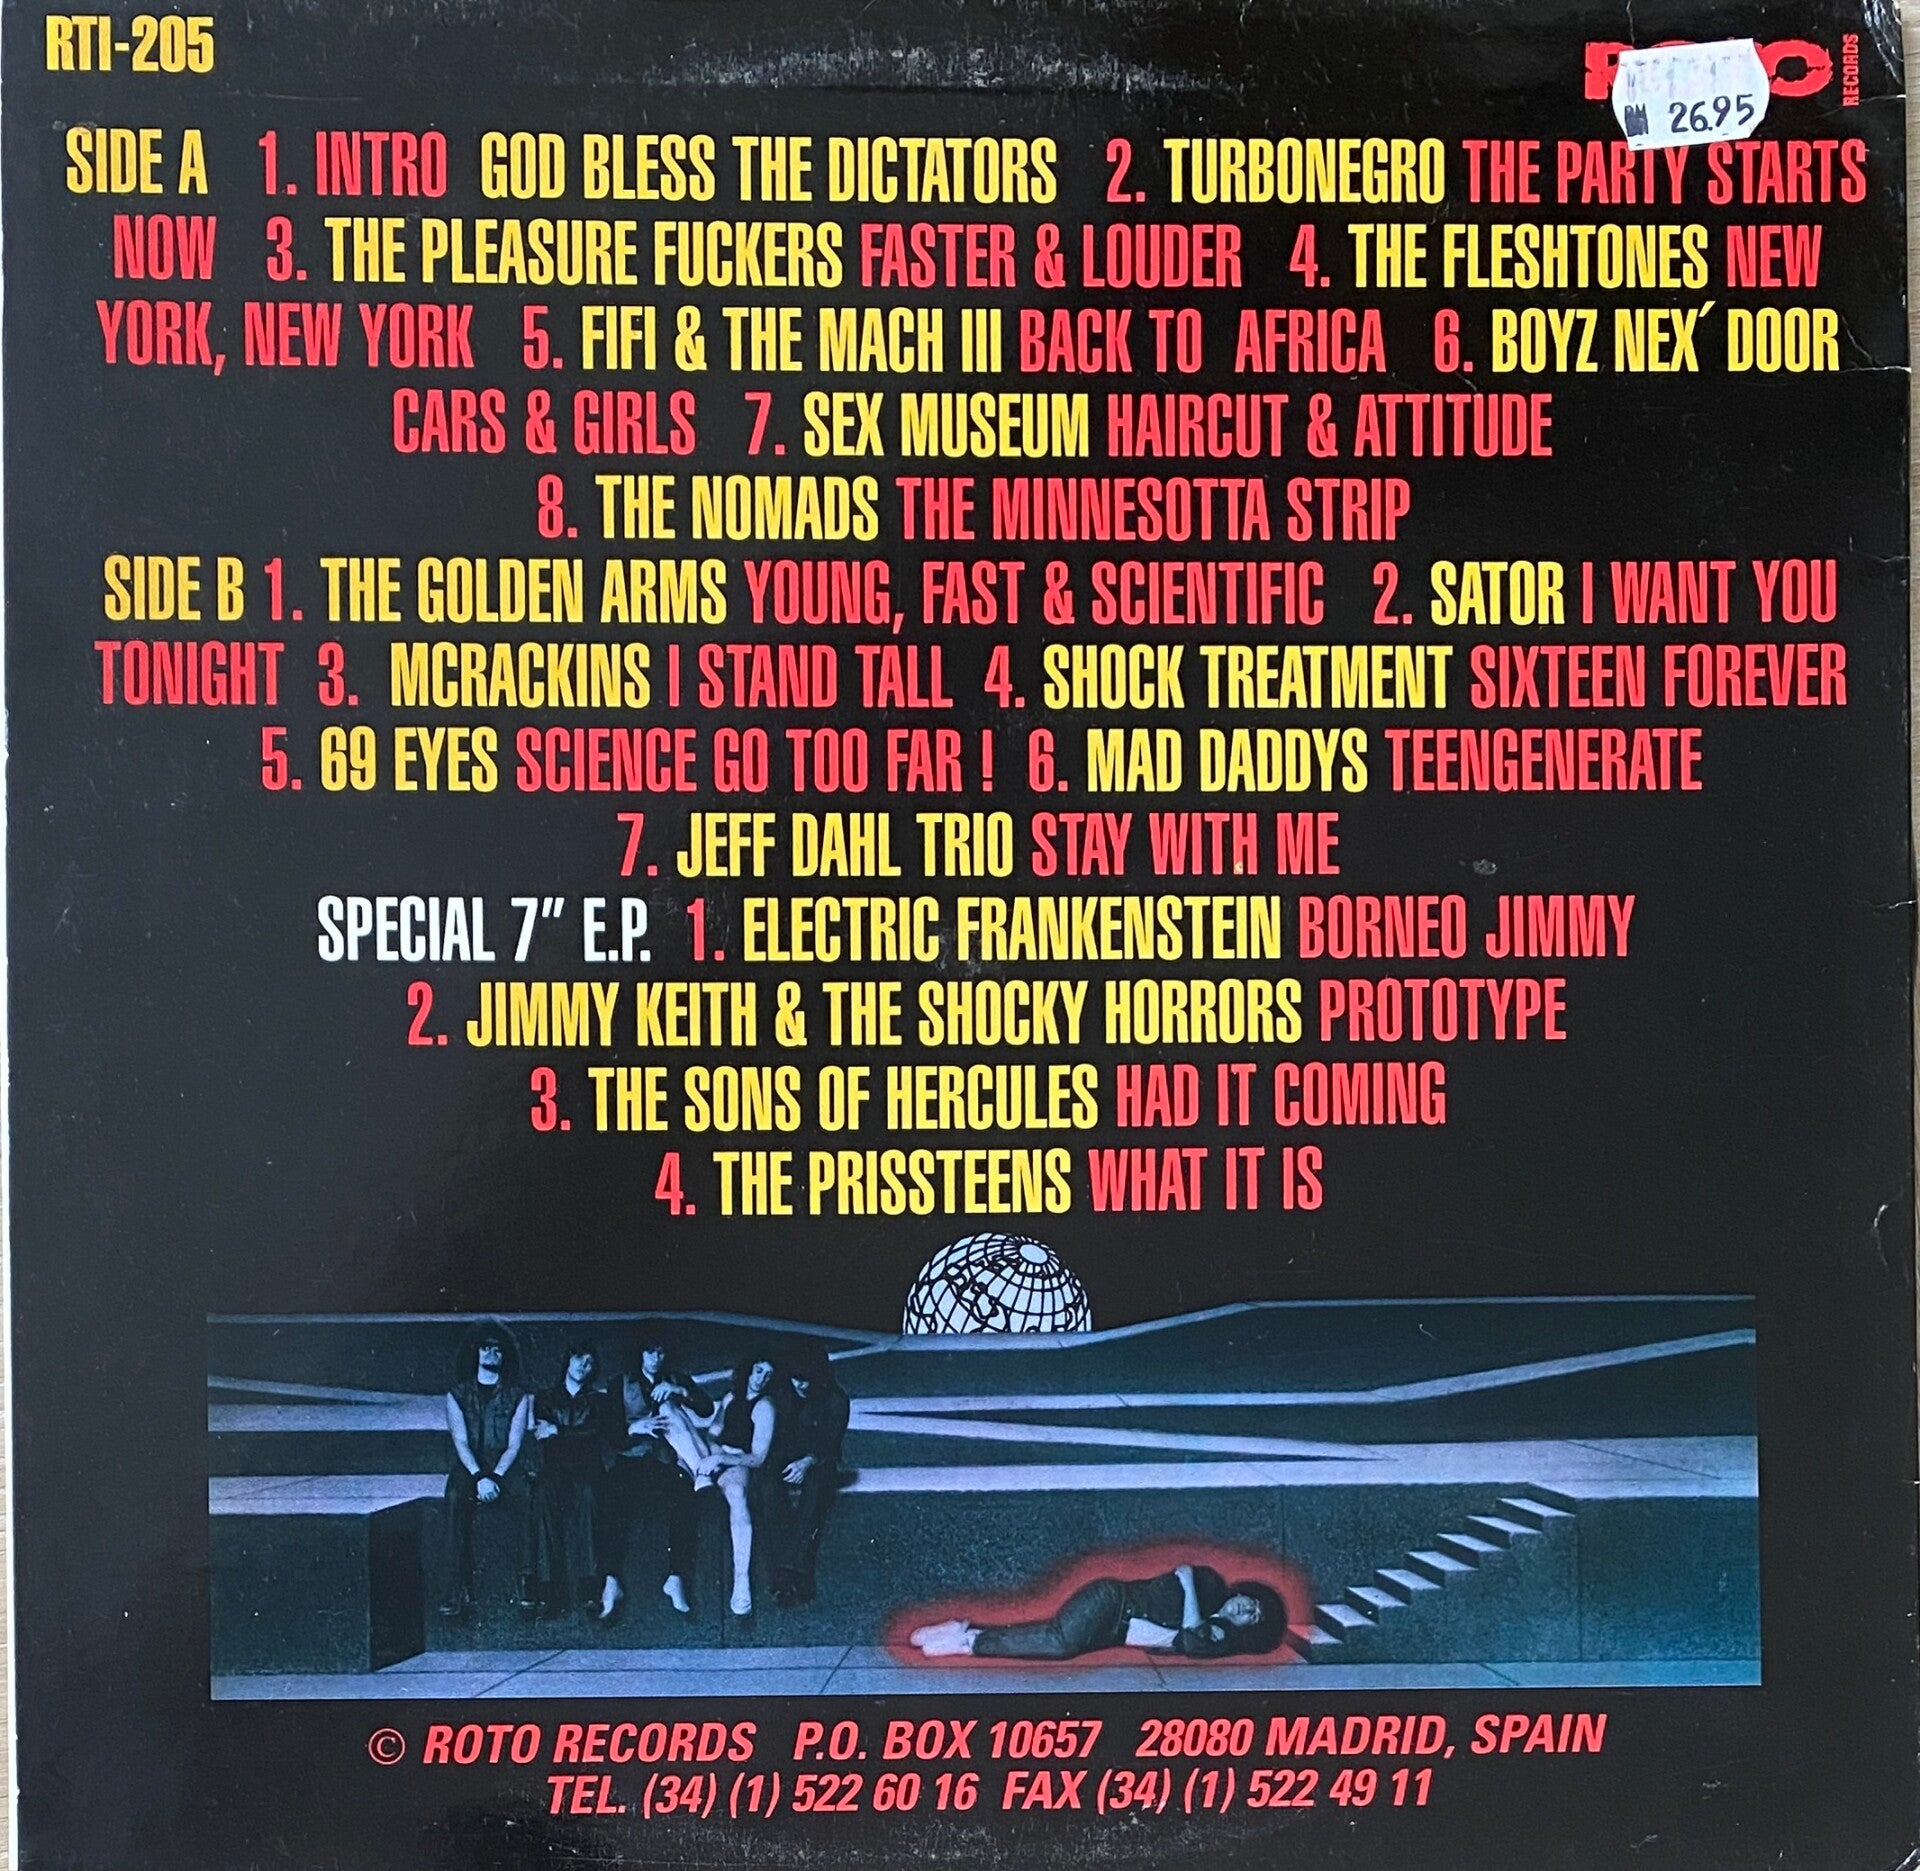 RTI-205
RECORDS
26.95
SIDE A 1. INTRO GOD BLESS THE DICTATORS 2. TURBONEGRO THE PARTY STARTS
NOW 3. THE PLEASURE FUCKERS FASTER & LOUDER 4. THE FLESHTONES NEW
YORK, NEW YORK 5. FIFI & THE MACH III BACK TO AFRICA 6. BOYZ NEX´ DOOR
CARS & GIRLS 7. SEX MUSEUM HAIRCUT & ATTITUDE
8. THE NOMADS THE MINNESOTTA STRIP
SIDE B 1. THE GOLDEN ARMS YOUNG, FAST & SCIENTIFIC 2. SATOR I WANT YOU
TONIGHT 3. MCRACKINS I STAND TALL 4. SHOCK TREATMENT SIXTEEN FOREVER
5. 69 EYES SCIENCE GO TOO FAR ! 6. MAD DADDYS TEENGENERATE
7. JEFF DAHL TRIO STAY WITH ME
SPECIAL 7" E.P. 1. ELECTRIC FRANKENSTEIN BORNEO JIMMY
2. JIMMY KEITH & THE SHOCKY HORRORS PROTOTYPE
3. THE SONS OF HERCULES HAD IT COMING
4. THE PRISSTEENS WHAT IT IS
© ROTO RECORDS P.O. BOX 10657 28080 MADRID, SPAIN
TEL. (34) (1) 522 60 16 FAX (34) (1) 522 49 11